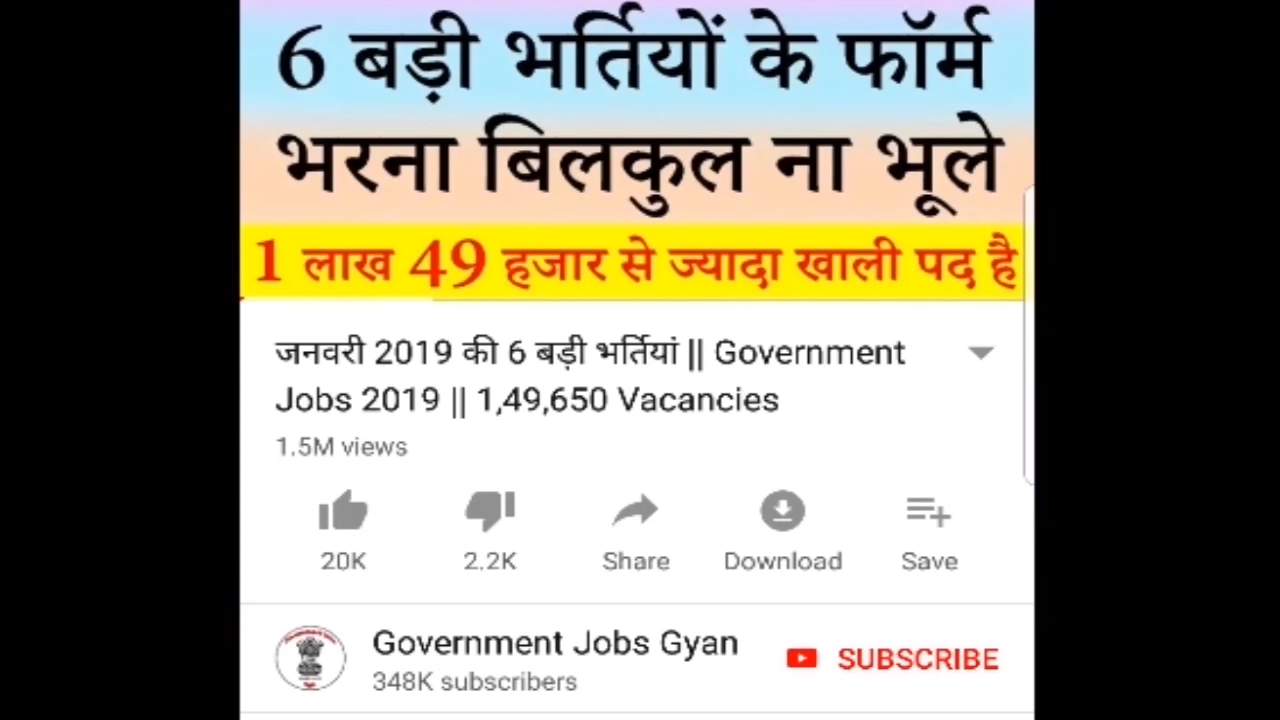 6 बड़ी भर्तियों के फॉर्म
भरना बिलकुल ना भूले
1 लाख 49 हजार से ज्यादा खाली पद है
जनवरी 2019 की 6 बड़ी भर्तियां || Government
Jobs 2019 || 1,49,650 Vacancies
1.5M views
20K 2.2K Share Download Save
Government Jobs Gyan
348K subscribers
SUBSCRIBE